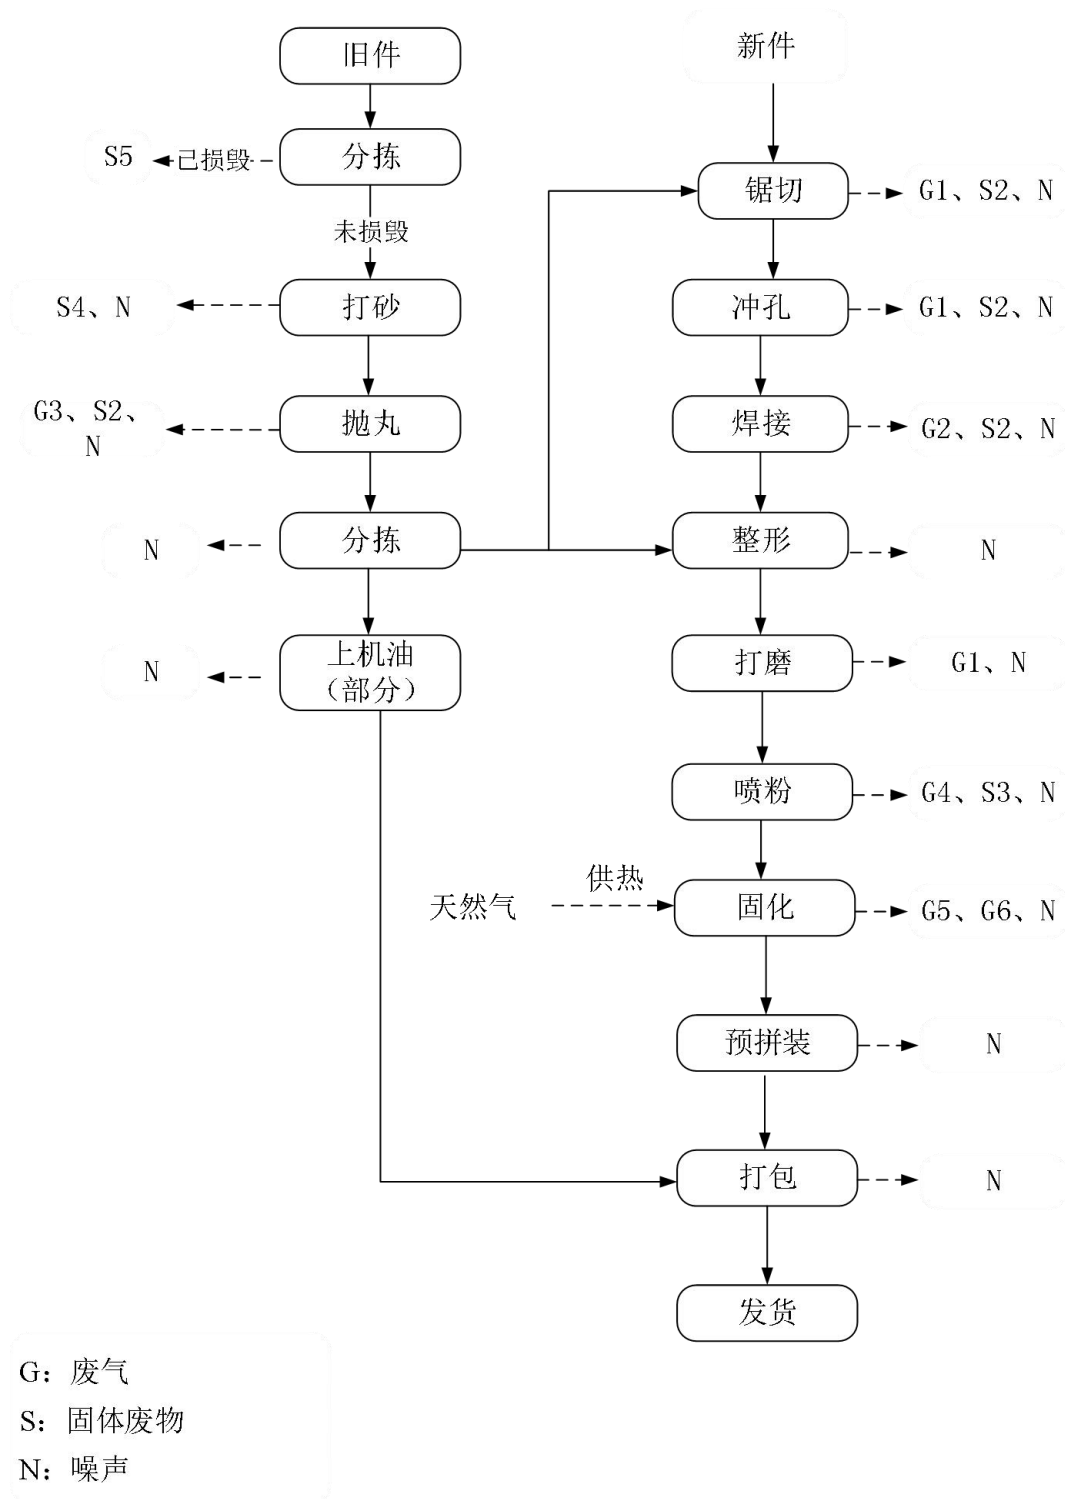 旧件
新件
分拣
已损毁
S5
锯切
G1、S2、N
未损毁
打砂
S4、N
冲孔
G1、S2、N
抛丸
G3、S2、
N
焊接
G2、S2、N
分拣
N
整形
N
上机油
（部分）
N
打磨
G1、N
喷粉
G4、S3、N
供热
天然气
固化
G5、G6、N
预拼装
N
打包
N
发货
G：废气
S：固体废物
N：噪声